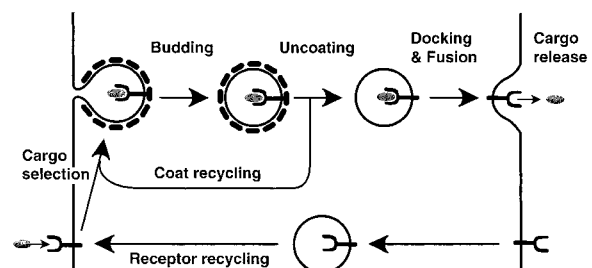 Budding
Uncoating
Docking
& Fusion
Cargo
release
Cargo
selection
Coat recycling
Receptor recycling